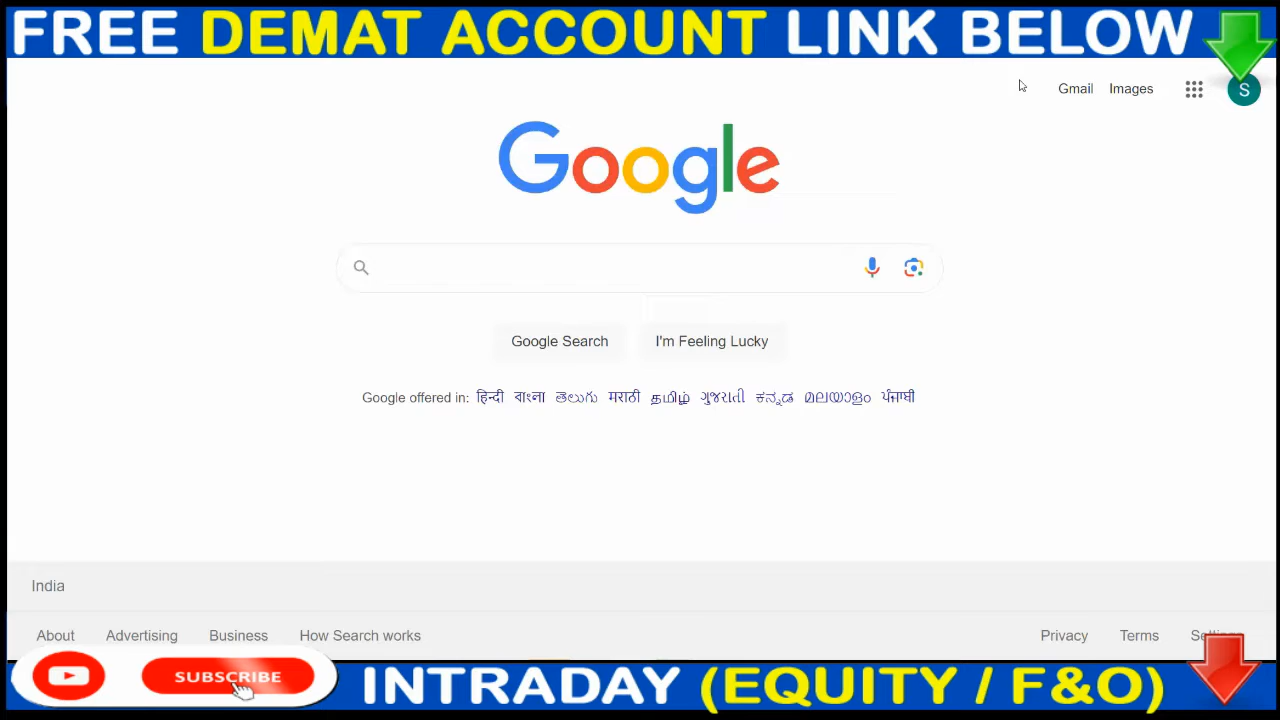 FREE DEMAT ACCOUNT LINK BELOW
Gmail Images S
Google
Google Search I'm Feeling Lucky
Google offered in: हिन्दी বাংলা తెలుగు मराठी தமிழ் ગુજરાતી ಕನ್ನಡ മലയാളം ਪੰਜਾਬੀ
India
About Advertising Business How Search works Privacy Terms
SUBSCRIBE
INTRADAY (EQUITY / F&O)